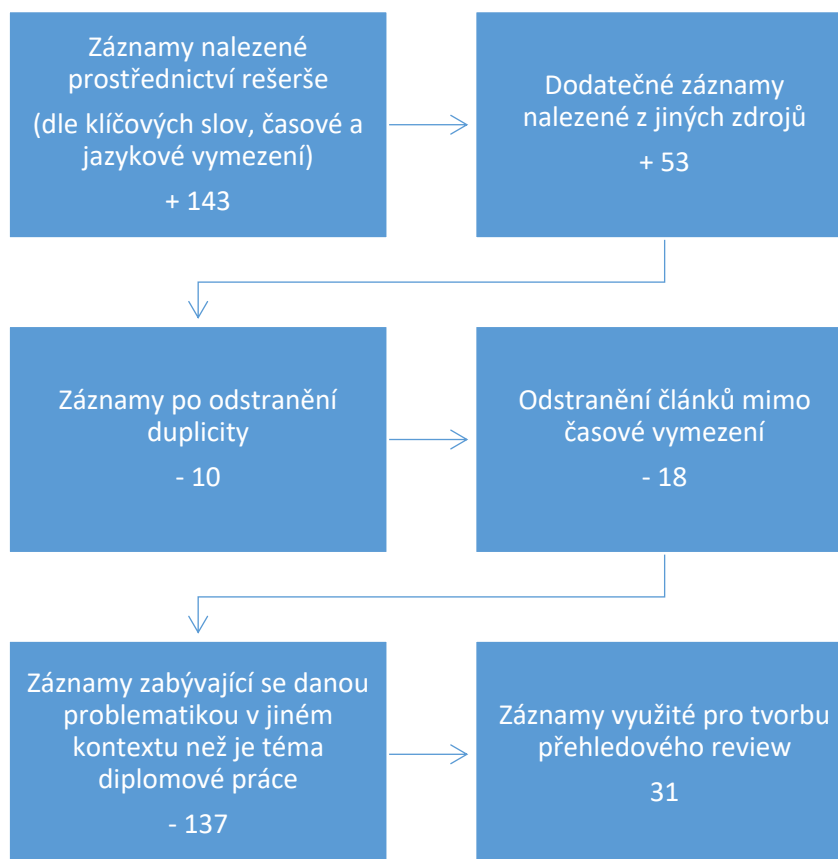 Záznamy nalezené
prostřednictví rešerše
(dle klíčových slov, časové a
jazykové vymezení)
+ 143
Dodatečné záznamy
nalezené z jiných zdrojů
+ 53
Záznamy po odstranění
duplicity
- 10
Odstranění článků mimo
časové vymezení
- 18
Záznamy zabývající se danou
problematikou v jiném
kontextu než je téma
diplomové práce
- 137
Záznamy využité pro tvorbu
přehledového review
31